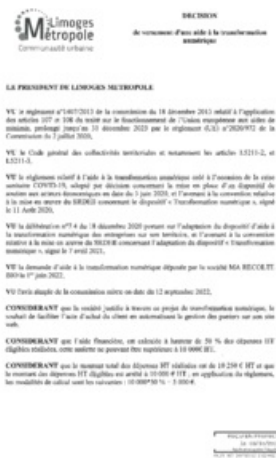 Limoges
Métropole
Communauté urbaine
DECISION
de versement d'une aide à la transformation
numérique
LE PRESIDENT DE LIMOGES METROPOLE
VU le règlement n°1407/2013 de la commission du 18 décembre 2013 relatif à l'application
des articles 107 et 108 du traité sur le fonctionnement de l'Union européenne aux aides de
minimis, prolongé jusqu'au 31 décembre 2023 par le règlement (UE) n°2020/972 de la
Commission du 2 juillet 2020,
VU le Code général des collectivités territoriales et notamment les articles L5211-2, et
L5211-3,
VU le règlement relatif à l'aide à la transformation numérique créé à l'occasion de la crise
sanitaire COVID-19, adopté par décision concernant la mise en place d'un dispositif de
soutien aux acteurs économiques en date du 3 juin 2020, et l'avenant à la convention relative
à la mise en œuvre du SRDEII concernant le dispositif « Transformation numérique », signé
le 11 Août 2020,
VU la délibération n°7.4 du 18 décembre 2020 portant sur l'adaptation du dispositif d'aide à
la transformation numérique des entreprises sur son territoire, et l'avenant à la convention
relative à la mise en œuvre du SRDEII concernant l'adaptation du dispositif « Transformation
numérique », signé le 7 avril 2021,
VU la demande d'aide à la transformation numérique déposée par la société MA RECOLTE
BIO le 1er juin 2022,
VU l'avis simple de la commission mixte en date du 12 septembre 2022,
CONSIDERANT que la société justifie à travers un projet de transformation numérique, le
souhait de faciliter l'acte d'achat du client en automatisant la gestion des paniers sur son site
web.
CONSIDERANT que l'aide financière, est calculée à hauteur de 50 % des dépenses HT
éligibles réalisées, cette assiette ne pouvant être supérieure à 10 000€ HT.
CONSIDERANT que le montant total des dépenses HT réalisées est de 10 250 € HT et que
le montant des dépenses HT éligibles est arrêté à 10 000 € HT, en application du règlement,
les modalités de calcul sont les suivantes : 10 000*50 % = 5 000 €.